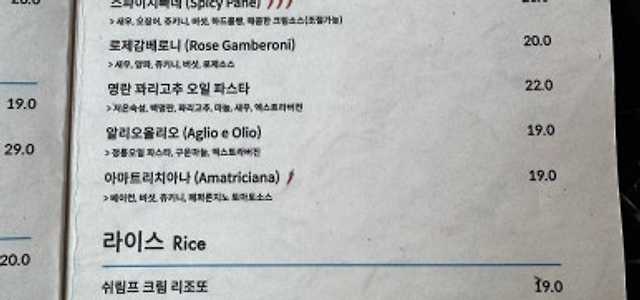 20.0
19.0
29.0
20.0
스파이시빠네 (Spicy Pane)
> 새우, 오징어, 쥬키니, 버섯, 하드롤빵, 매콤한 크림소스(조절가능)
로제감베로니 (Rose Gamberoni) 20.0
> 새우, 양파, 쥬키니, 버섯, 로제소스
명란 꽈리고추 오일 파스타 22.0
> 저온숙성, 백명란, 꽈리고추, 마늘, 새우, 엑스트라버진
알리오올리오 (Aglio e Olio) 19.0
> 정통오일 파스타, 구운마늘, 엑스트라버진
아마트리치아나 (Amatriciana) 19.0
> 베이컨, 버섯, 쥬키니, 페퍼론치노 토마토소스
라이스 Rice
쉬림프 크림 리조또 19.0